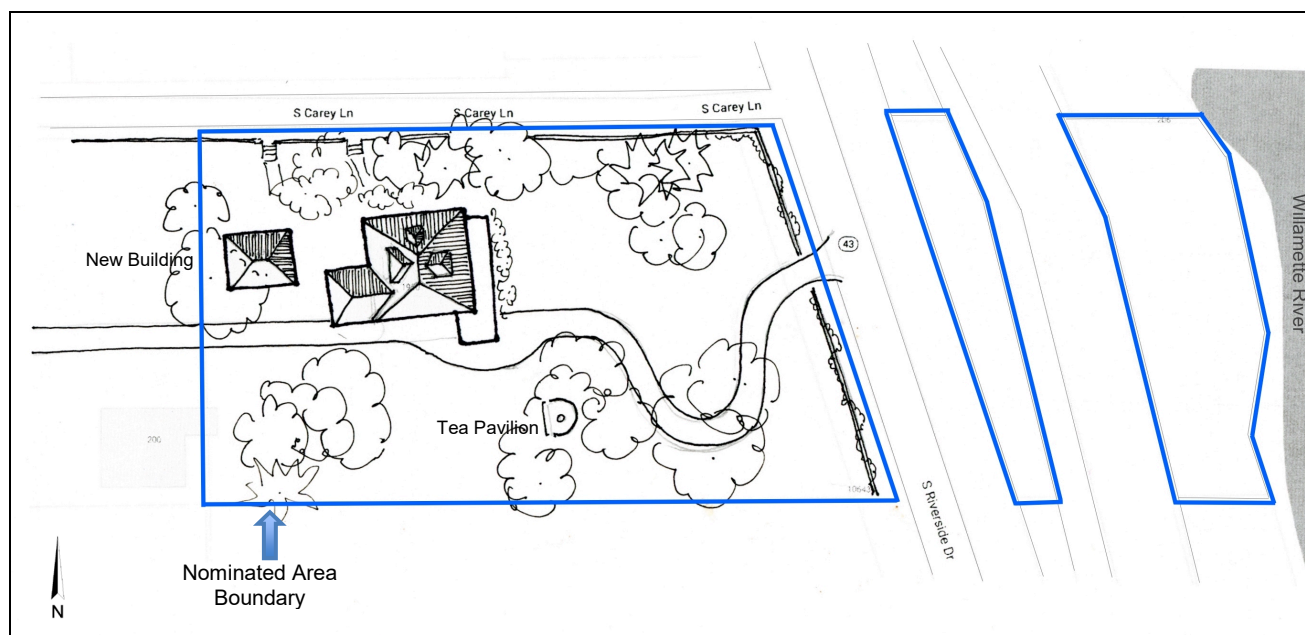 S Carey Ln
S Carey Ln
S Carey Ln
206
43
New Building
Willamette River
Tea Pavilion
200
S Riverside Dr
Nominated Area
Boundary
N